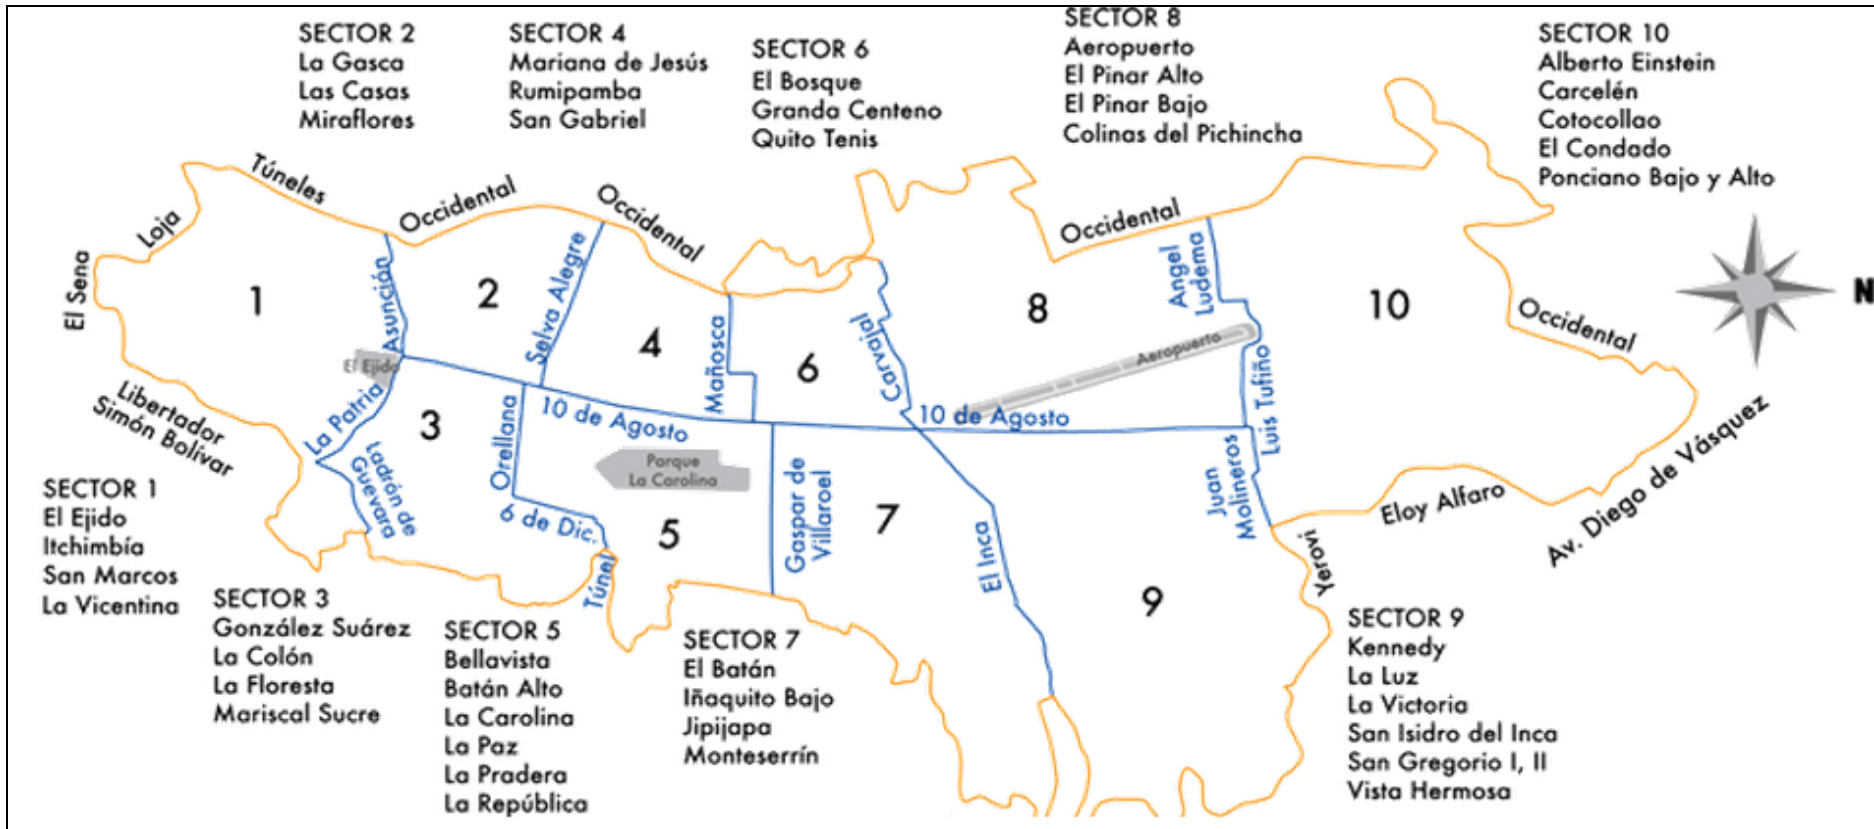 SECTOR 2
La Gasca
Las Casas
Miraflores
SECTOR 4
Mariana de Jesús
Rumipamba
San Gabriel
SECTOR 6
El Bosque
Granda Centeno
Quito Tenis
SECTOR 8
Aeropuerto
El Pinar Alto
El Pinar Bajo
Colinas del Pichincha
SECTOR 10
Alberto Einstein
Carcelén
Cotocollao
El Condado
Ponciano Bajo y Alto
Túneles
Occidental
Occidental
Occidental
Occidental
Loja
El Sena
Libertador
Simón Bolívar
Asunción
Selva Alegre
Mañosca
Carvajal
Angel
Ludema
Luis Tufiño
Aeropuerto
N
1
2
4
6
8
10
El Ejido
La Patria
Ladrón de
Guevara
3
Orellana
10 de Agosto
10 de Agosto
Parque
La Carolina
6 de Dic.
Túnel
5
Gaspar de
Villaroel
7
El Inca
9
Juan
Molineros
Yerovi
Eloy Alfaro
Av. Diego de Vásquez
SECTOR 1
El Ejido
Itchimbía
San Marcos
La Vicentina
SECTOR 3
González Suárez
La Colón
La Floresta
Mariscal Sucre
SECTOR 5
Bellavista
Batán Alto
La Carolina
La Paz
La Pradera
La República
SECTOR 7
El Batán
Iñaquito Bajo
Jipijapa
Monteserrín
SECTOR 9
Kennedy
La Luz
La Victoria
San Isidro del Inca
San Gregorio I, II
Vista Hermosa